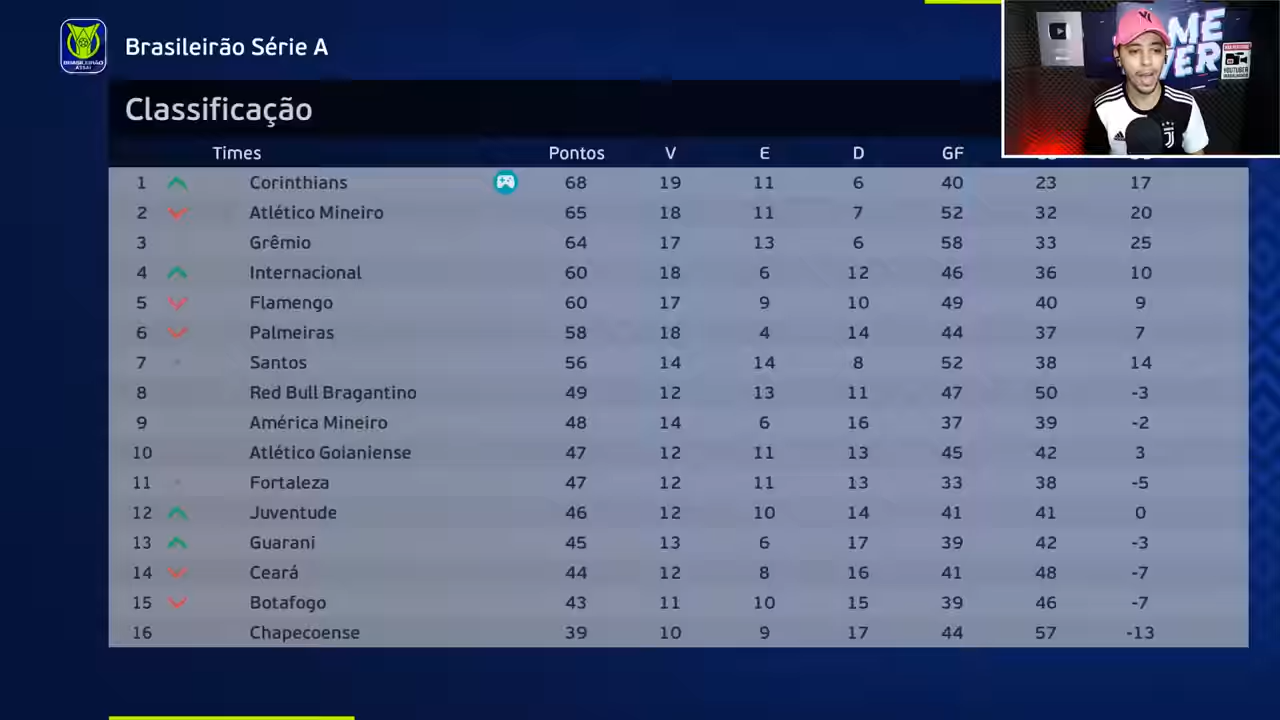 BRASILEIRÃO
ASSAÍ
Brasileirão Série A
Classificação
Times Pontos V E D GF
1 Corinthians 68 19 11 6 40 23 17
2 Atlético Mineiro 65 18 11 7 52 32 20
3 Grêmio 64 17 13 6 58 33 25
4 Internacional 60 18 6 12 46 36 10
5 Flamengo 60 17 9 10 49 40 9
6 Palmeiras 58 18 4 14 44 37 7
7 Santos 56 14 14 8 52 38 14
8 Red Bull Bragantino 49 12 13 11 47 50 -3
9 América Mineiro 48 14 6 16 37 39 -2
10 Atlético Goianiense 47 12 11 13 45 42 3
11 Fortaleza 47 12 11 13 33 38 -5
12 Juventude 46 12 10 14 41 41 0
13 Guarani 45 13 6 17 39 42 -3
14 Ceará 44 12 8 16 41 48 -7
15 Botafogo 43 11 10 15 39 46 -7
16 Chapecoense 39 10 9 17 44 57 -13